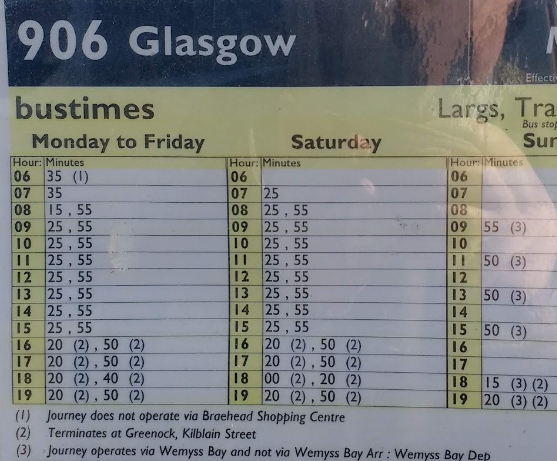 906 Glasgow M
Effecti
bustimes Largs, Tra
Bus stop
Monday to Friday Saturday Sun
Hour: Minutes Hour: Minutes Hour: Minutes
06 35 (1) 06 06
07 35 07 25 07
08 15 , 55 08 25 , 55 08
09 25 , 55 09 25 , 55 09 55 (3)
10 25 , 55 10 25 , 55 10
11 25 , 55 11 25 , 55 11 50 (3)
12 25 , 55 12 25 , 55 12
13 25 , 55 13 25 , 55 13 50 (3)
14 25 , 55 14 25 , 55 14
15 25 , 55 15 25 , 55 15 50 (3)
16 20 (2) , 50 (2) 16 20 (2) , 50 (2) 16
17 20 (2) , 50 (2) 17 20 (2) , 50 (2) 17
18 20 (2) , 40 (2) 18 00 (2) , 20 (2) 18 15 (3) (2)
19 20 (2) , 50 (2) 19 20 (2) , 50 (2) 19 20 (3) (2)
(1) Journey does not operate via Braehead Shopping Centre
(2) Terminates at Greenock, Kilblain Street
(3) Journey operates via Wemyss Bay and not via Wemyss Bay Arr : Wemyss Bay Dep